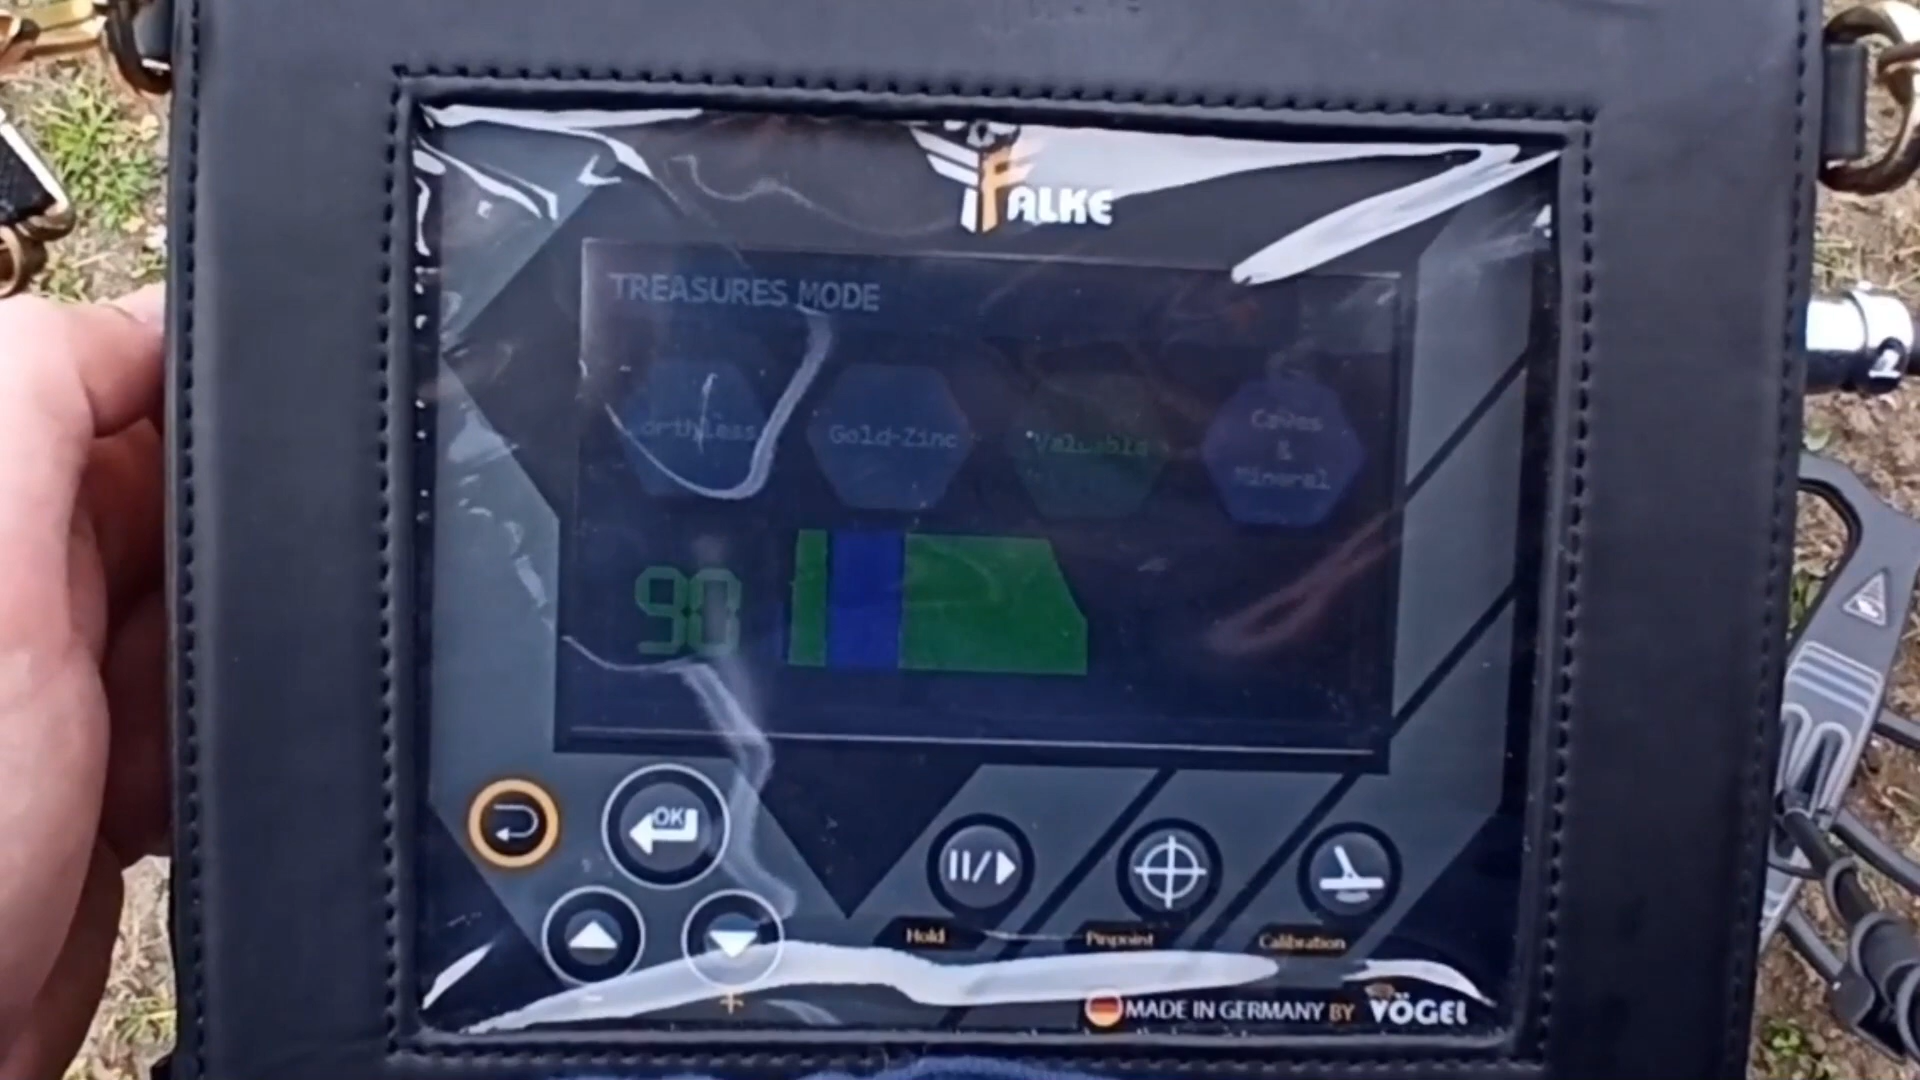 FALKE
TREASURES MODE
Gold-Zinc
Valuable
Caves
&
Mineral
90
OK
Hold
Pinpoint
Calibration
MADE IN GERMANY BY VÖGEL